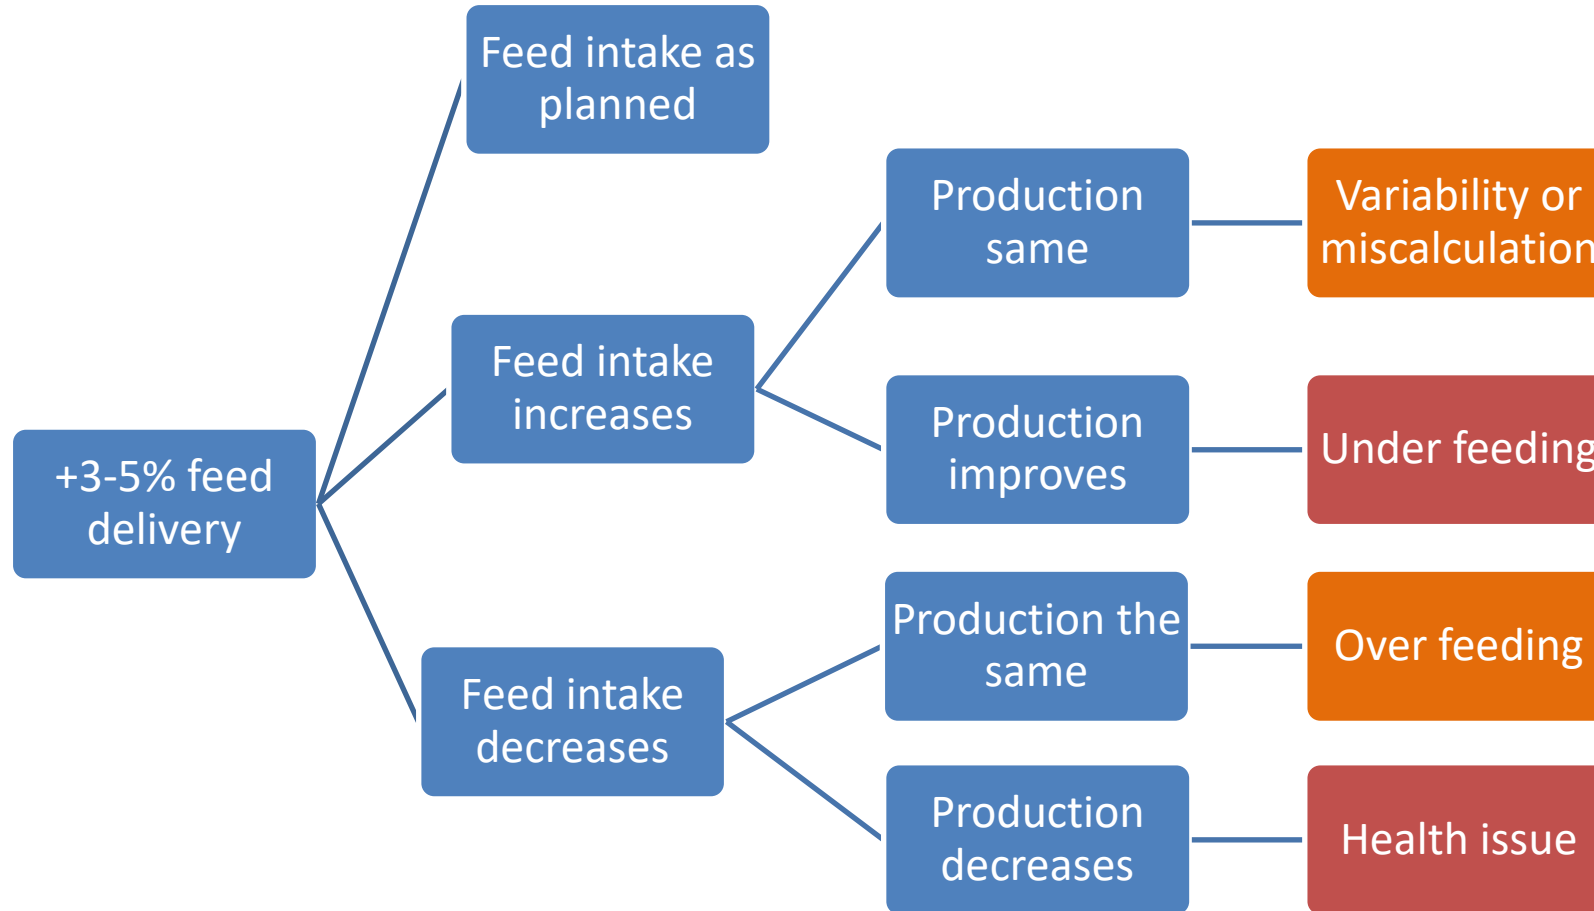 Feed intake as
planned
Production
same
Variability or
miscalculation
Feed intake
increases
Production
improves
Under feeding
+3-5% feed
delivery
Production the
same
Over feeding
Feed intake
decreases
Production
decreases
Health issue